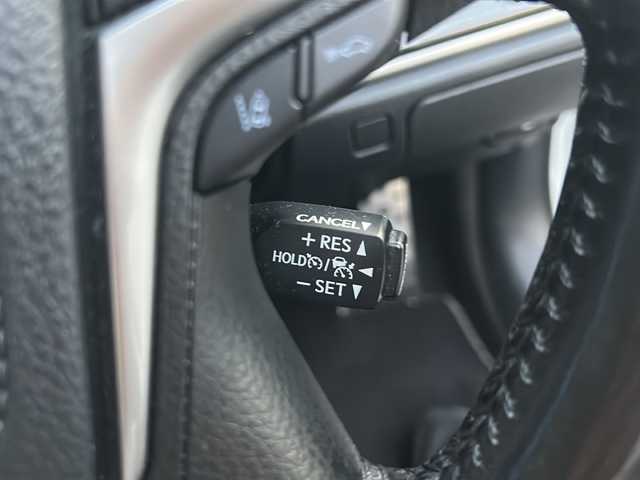 CANCEL▼
+ RES ▲
HOLD / ◀
− SET ▼